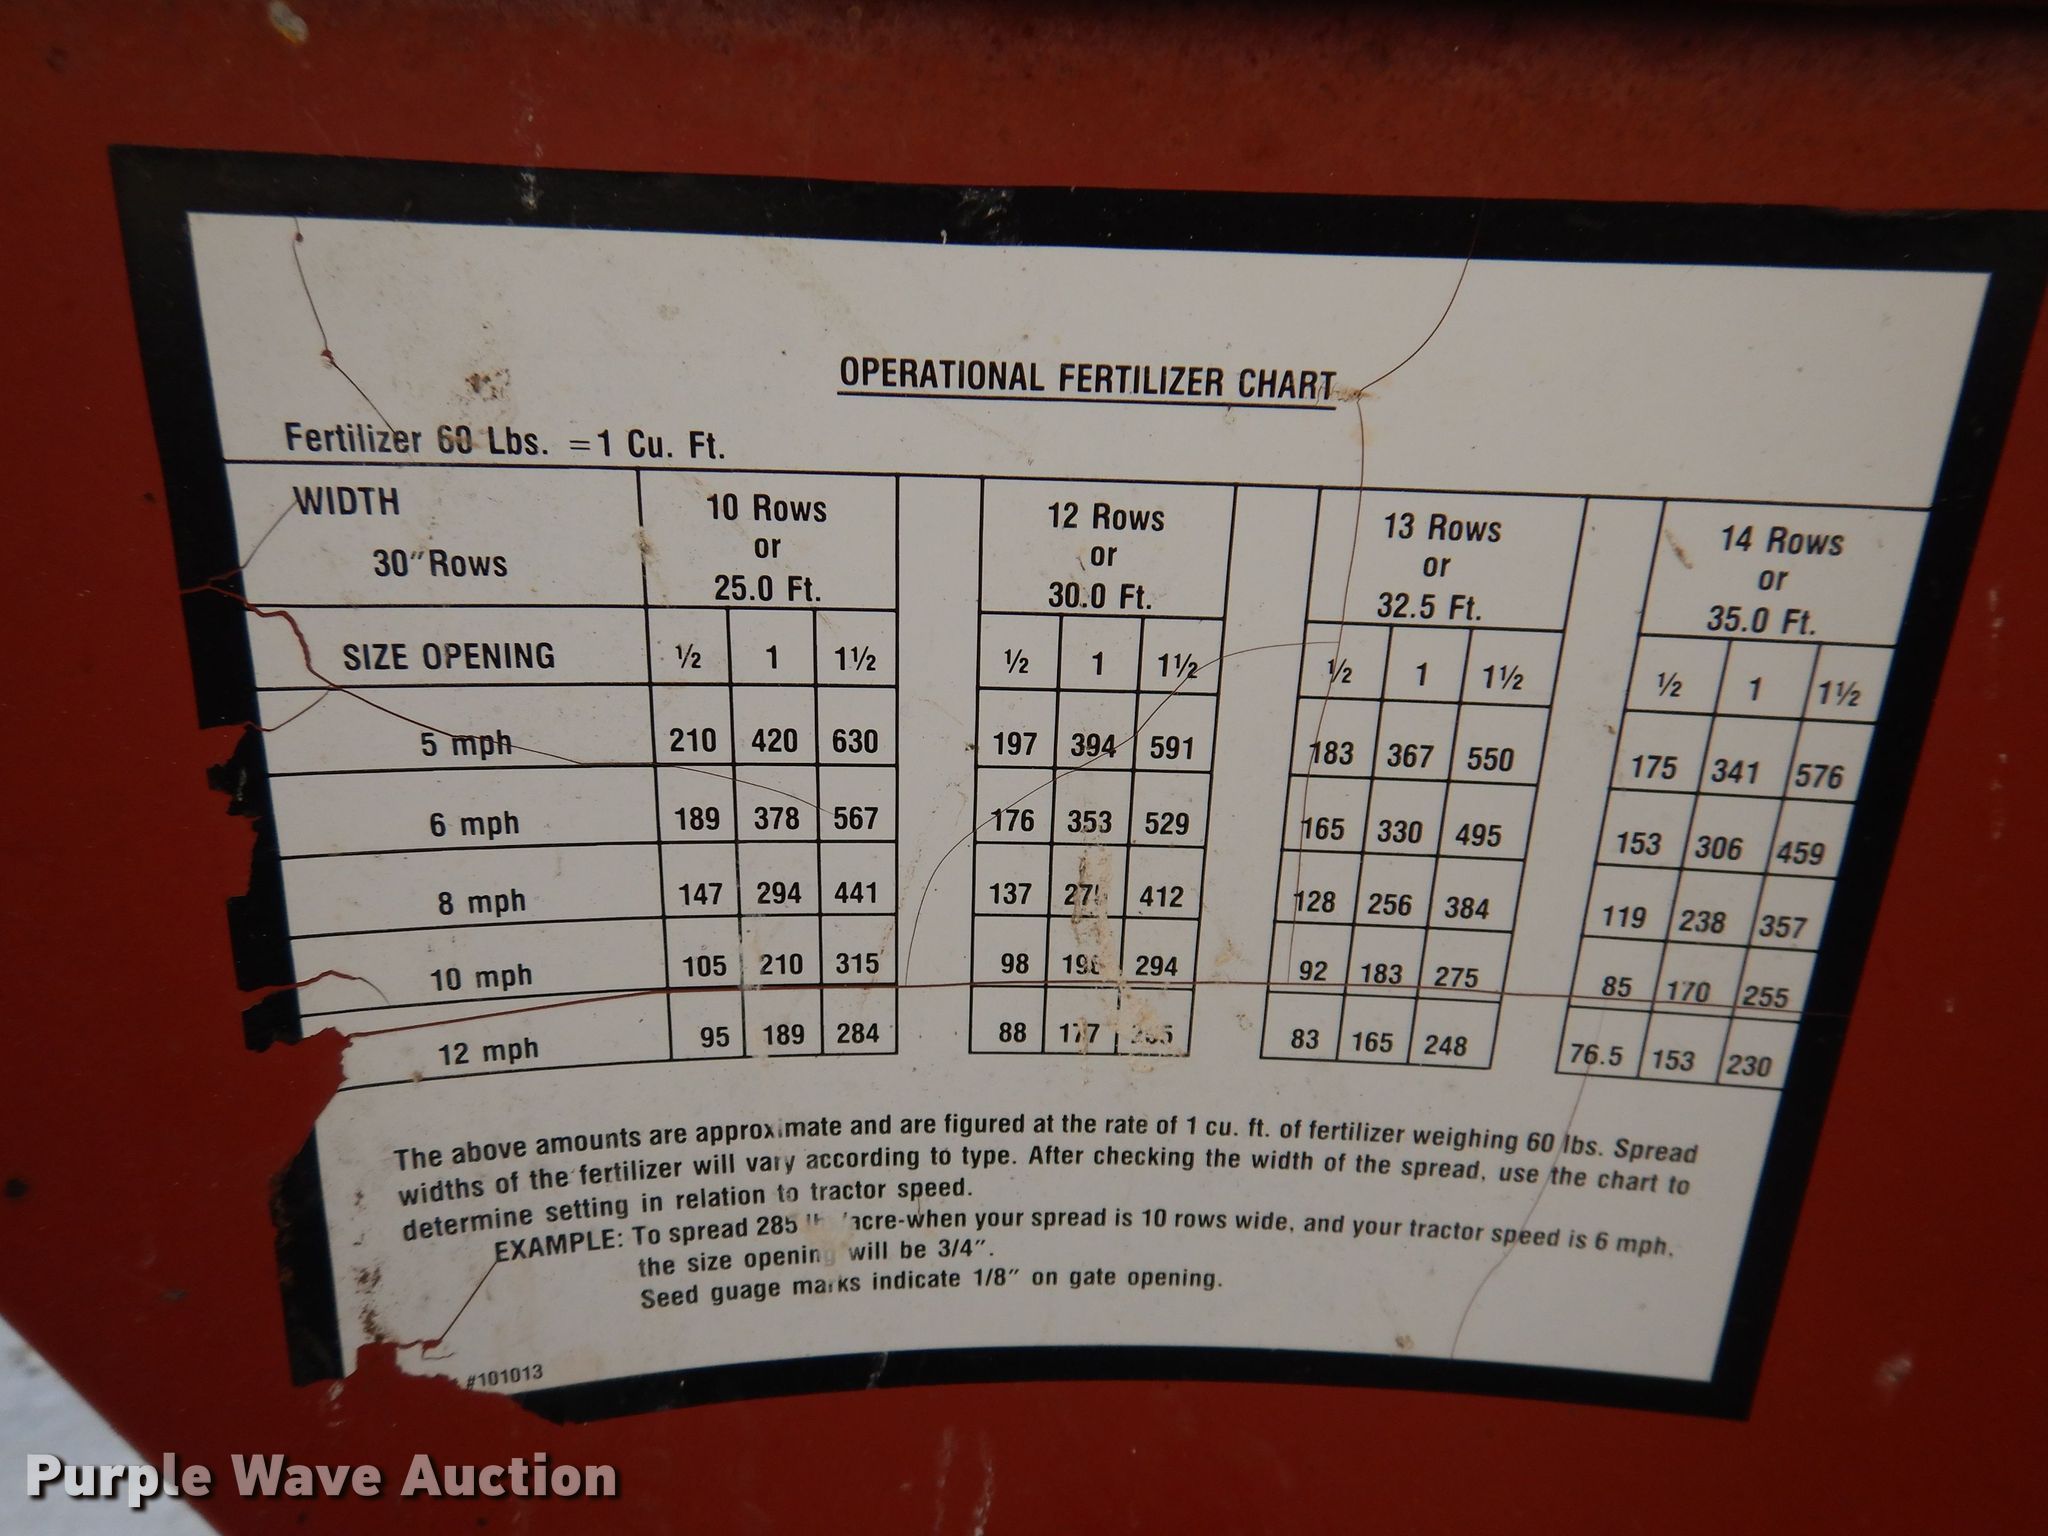 OPERATIONAL FERTILIZER CHART
Fertilizer 60 Lbs. =1 Cu. Ft.
WIDTH 30″Rows 10 Rows or 25.0 Ft. 12 Rows or 30.0 Ft. 13 Rows or 32.5 Ft. 14 Rows or 35.0 Ft.
SIZE OPENING ½ 1 1½ ½ 1 1½ ½ 1 1½ ½ 1 1½
5 mph 210 420 630 197 394 591 183 367 550 175 341 576
6 mph 189 378 567 176 353 529 165 330 495 153 306 459
8 mph 147 294 441 137 412 128 256 384 119 238 357
10 mph 105 210 315 98 294 92 183 275 85 170 255
12 mph 95 189 284 88 177 83 165 248 76.5 153 230
The above amounts are approximate and are figured at the rate of 1 cu. ft. of fertilizer weighing 60 lbs. Spread
widths of the fertilizer will vary according to type. After checking the width of the spread, use the chart to
determine setting in relation to tractor speed.
EXAMPLE: To spread 285 acre-when your spread is 10 rows wide, and your tractor speed is 6 mph,
the size opening will be 3/4″.
Seed guage marks indicate 1/8″ on gate opening.
#101013
Purple Wave Auction